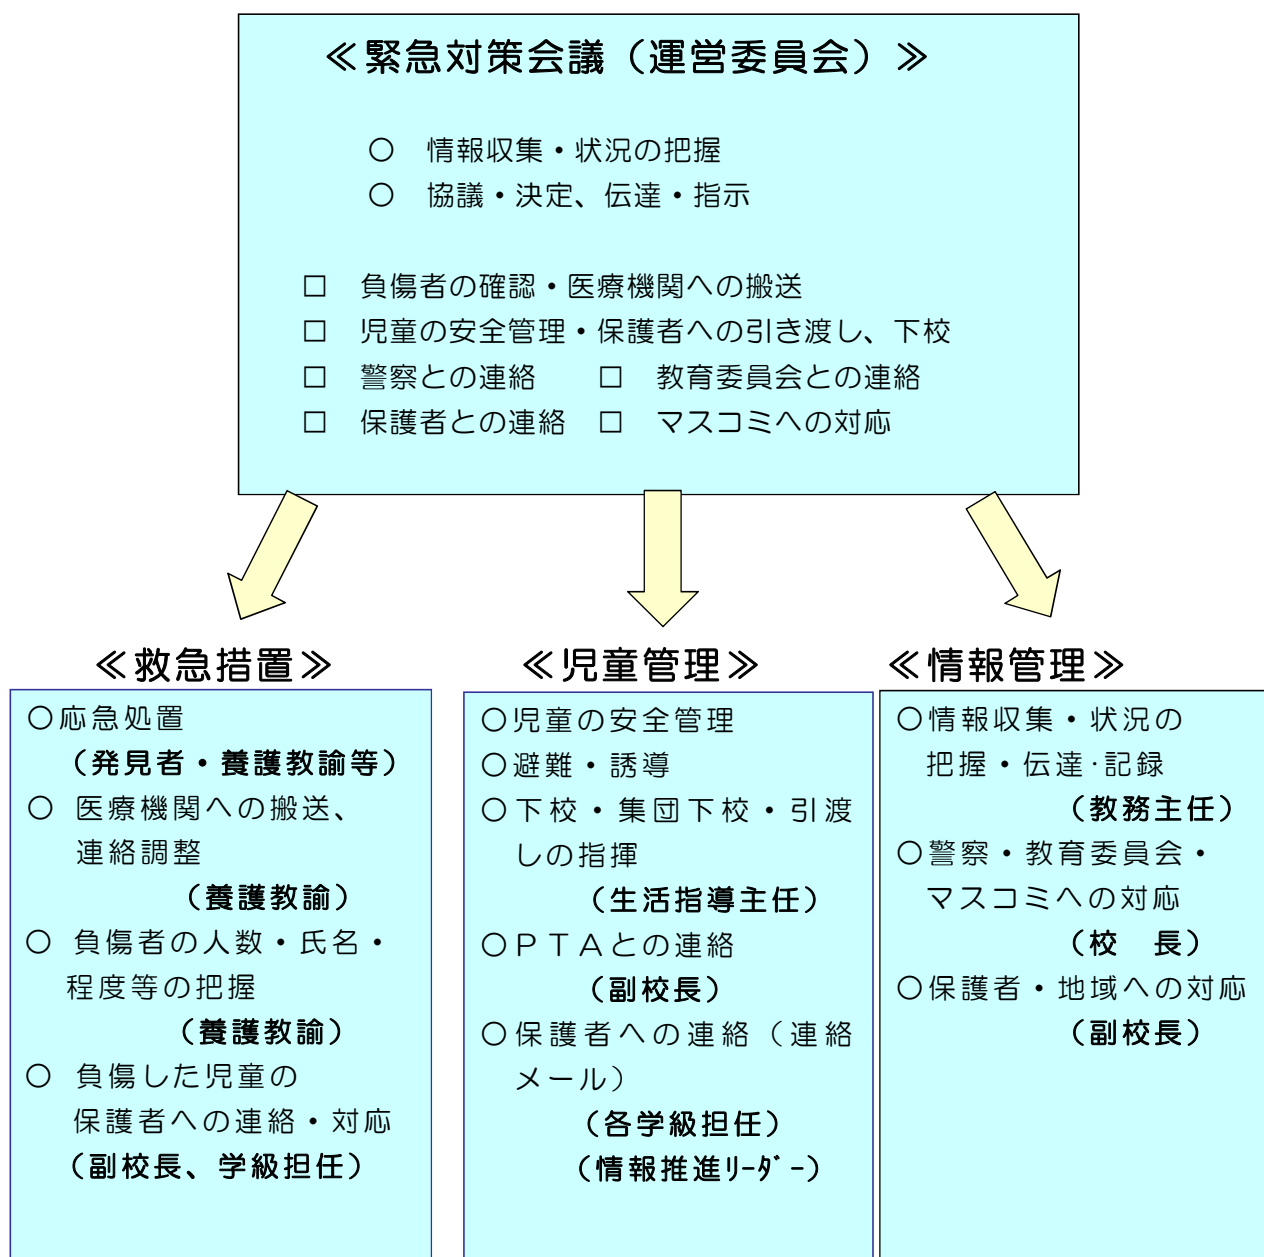 ≪緊急対策会議（運営委員会）≫
○　情報収集・状況の把握
○　協議・決定、伝達・指示
□　負傷者の確認・医療機関への搬送
□　児童の安全管理・保護者への引き渡し、下校
□　警察との連絡　　□　教育委員会との連絡
□　保護者との連絡　□　マスコミへの対応
≪救急措置≫
○応急処置
（発見者・養護教諭等）
○ 医療機関への搬送、
連絡調整
（養護教諭）
○ 負傷者の人数・氏名・
程度等の把握
（養護教諭）
○ 負傷した児童の
保護者への連絡・対応
（副校長、学級担任）
≪児童管理≫
○児童の安全管理
○避難・誘導
○下校・集団下校・引渡
しの指揮
（生活指導主任）
○ＰＴＡとの連絡
（副校長）
○保護者への連絡（連絡
メール）
（各学級担任）
（情報推進ﾘｰﾀﾞｰ）
≪情報管理≫
○情報収集・状況の
把握・伝達･記録
（教務主任）
○警察・教育委員会・
マスコミへの対応
（校　長）
○保護者・地域への対応
（副校長）